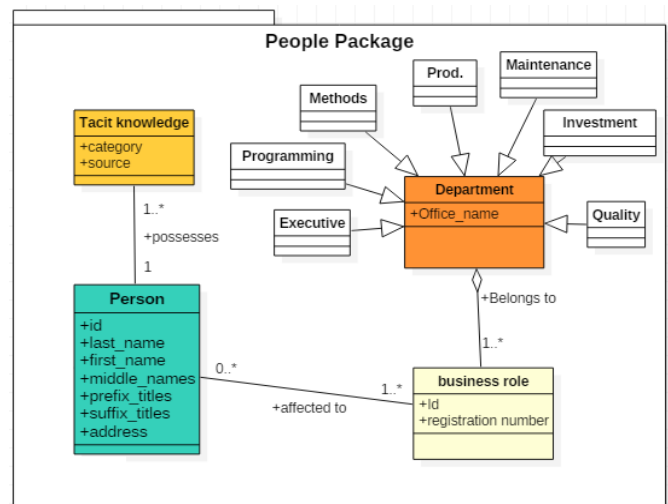 People Package
Tacit knowledge
+category
+source
1..*
+possesses
1
Person
+id
+last_name
+first_name
+middle_names
+prefix_titles
+suffix_titles
+address
Executive
Programming
Methods
Prod.
Maintenance
Investment
Quality
Department
+Office_name
+Belongs to
1..*
0..*
+affected to
1..*
business role
+Id
+registration number